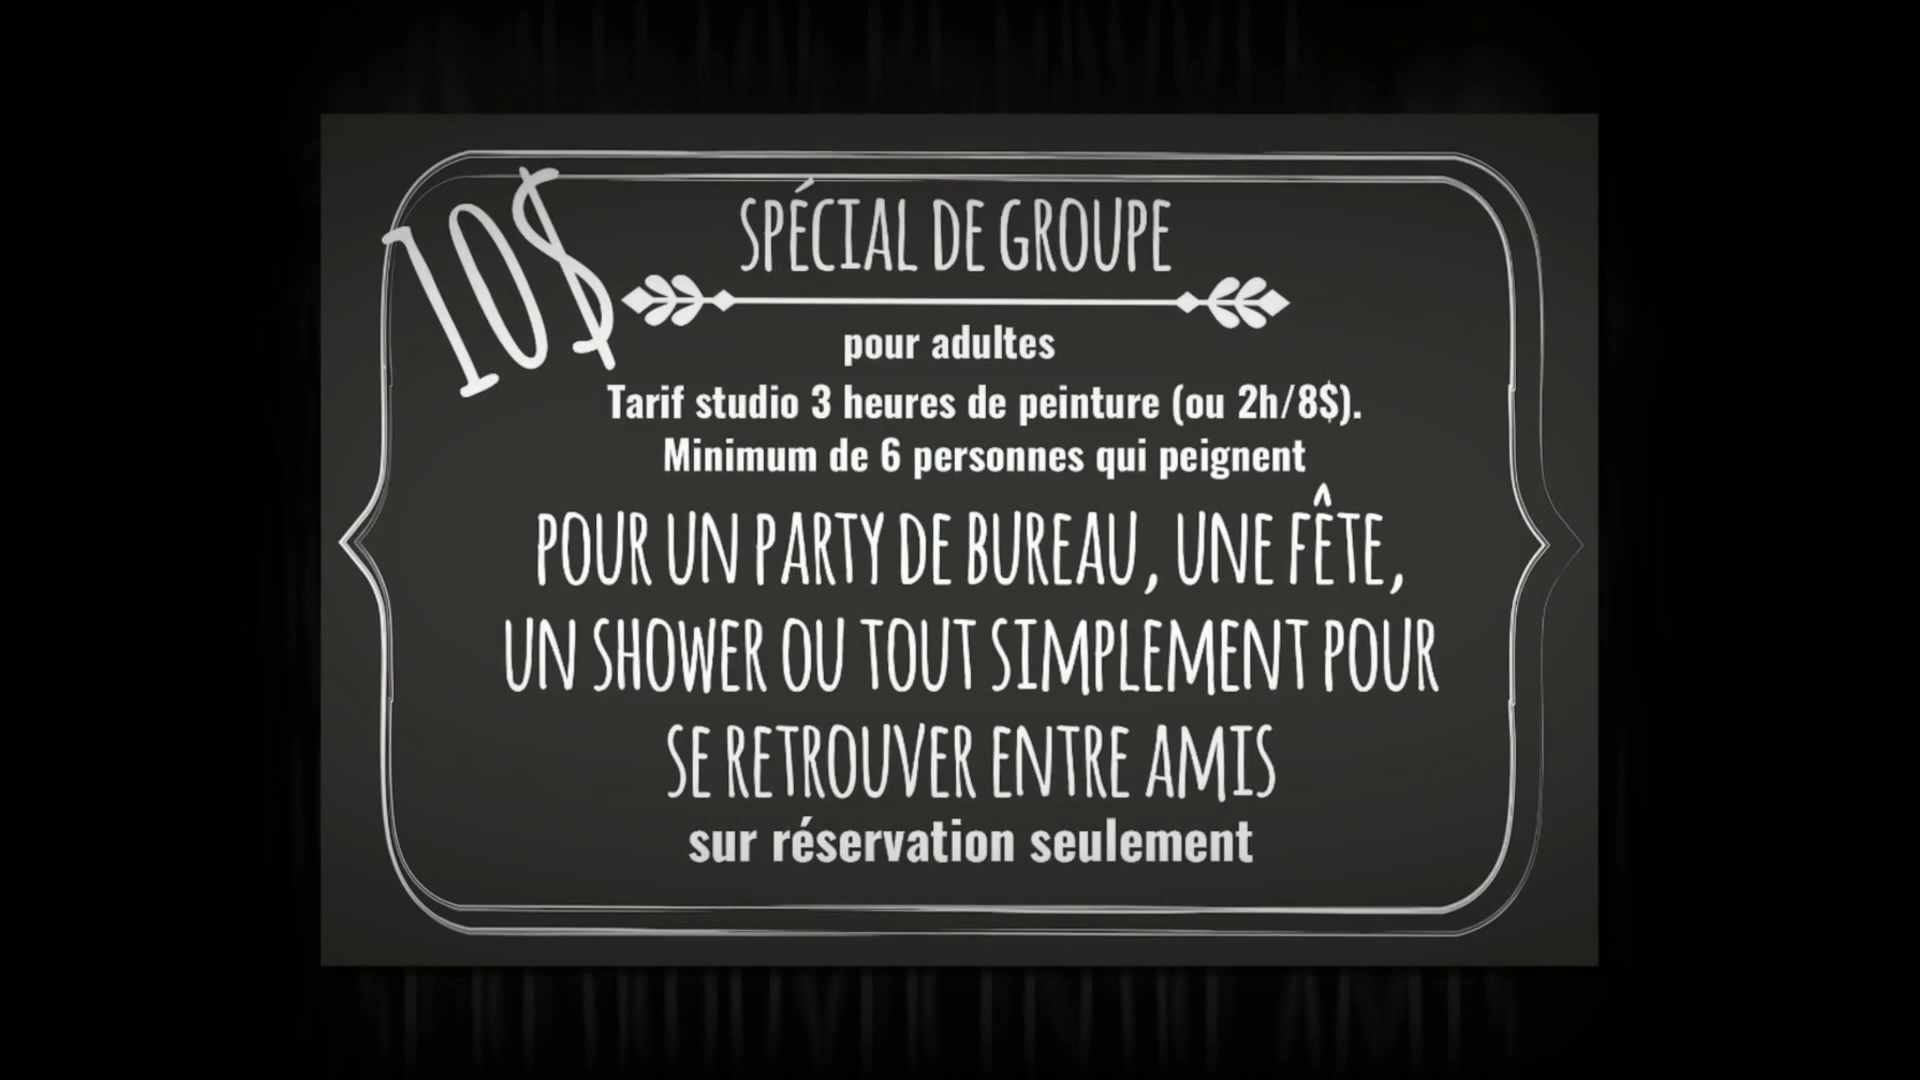 10$
SPÉCIAL DE GROUPE
pour adultes
Tarif studio 3 heures de peinture (ou 2h/8$).
Minimum de 6 personnes qui peignent
POUR UN PARTY DE BUREAU, UNE FÊTE,
UN SHOWER OU TOUT SIMPLEMENT POUR
SE RETROUVER ENTRE AMIS
sur réservation seulement